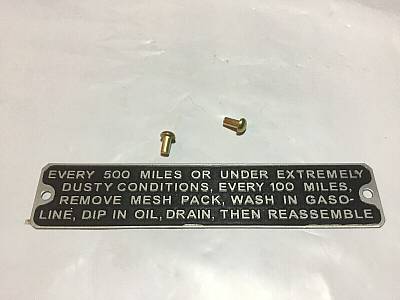 EVERY 500 MILES OR UNDER EXTREMELY
DUSTY CONDITIONS, EVERY 100 MILES,
REMOVE MESH PACK, WASH IN GASO-
LINE, DIP IN OIL, DRAIN, THEN REASSEMBLE